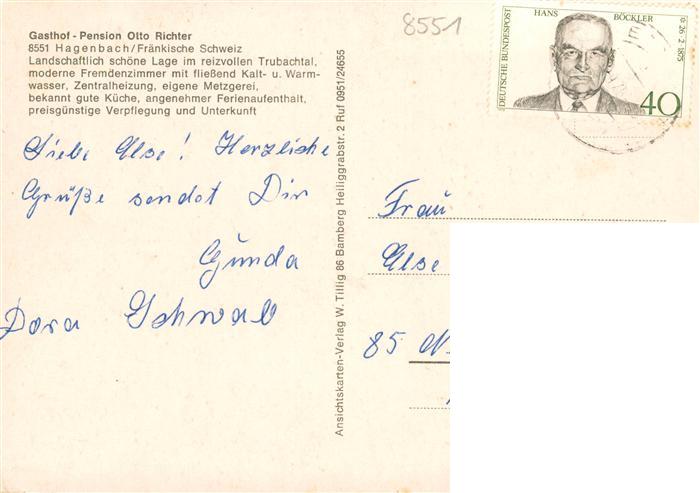 Gasthof - Pension Otto Richter
8551 Hagenbach/Fränkische Schweiz
Landschaftlich schöne Lage im reizvollen Trubachtal,
moderne Fremdenzimmer mit fließend Kalt- u. Warm-
wasser, Zentralheizung, eigene Metzgerei,
bekannt gute Küche, angenehmer Ferienaufenthalt,
preisgünstige Verpflegung und Unterkunft
Liebe Else! Herzliche
Grüße sendet Dir
Gunda
Dora Schwab
Ansichtskarten-Verlag W. Tillig 86 Bamberg Heiliggrabstr. 2 Ruf 0951/24655
8551
DEUTSCHE BUNDESPOST
HANS BÖCKLER
✩ 26·2·1875
40
Frau
Else
85 N